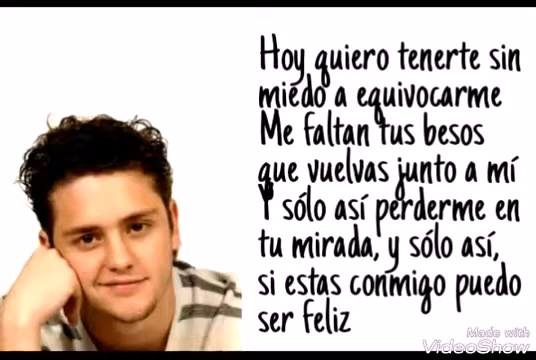 Hoy quiero tenerte sin
miedo a equivocarme
Me faltan tus besos
que vuelvas junto a mí
Y sólo así perderme en
tu mirada, y sólo así,
si estas conmigo puedo
ser feliz
Made with
VideoShow